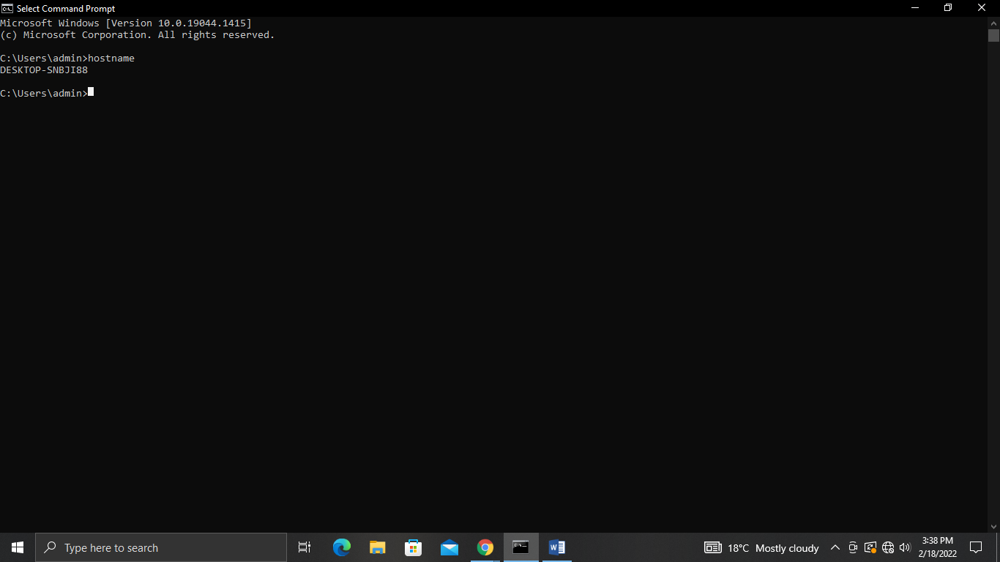 Select Command Prompt
Microsoft Windows [Version 10.0.19044.1415]
(c) Microsoft Corporation. All rights reserved.
C:\Users\admin>hostname
DESKTOP-SNBJI88
C:\Users\admin>
Type here to search
18°C Mostly cloudy
3:38 PM
2/18/2022